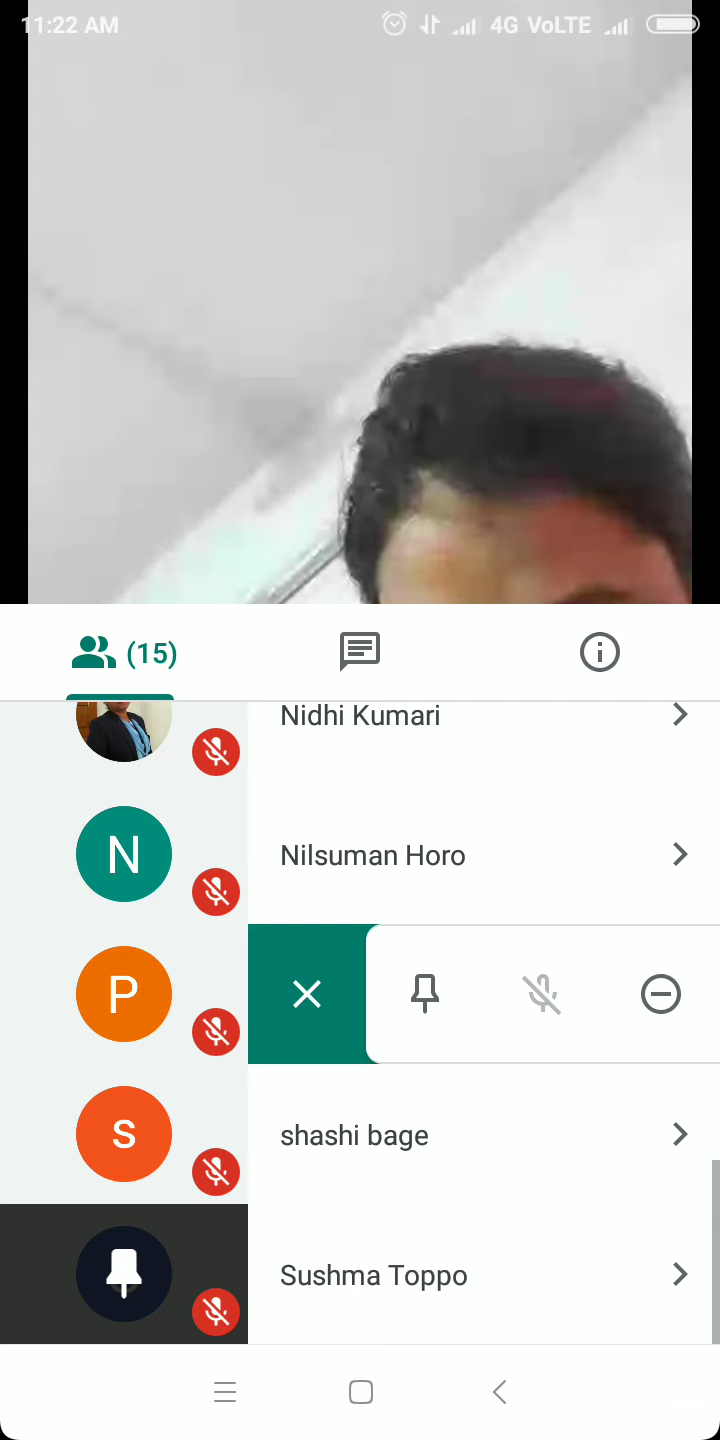 11:22 AM 4G VoLTE
(15)
Nidhi Kumari
N Nilsuman Horo
P
s shashi bage
Sushma Toppo